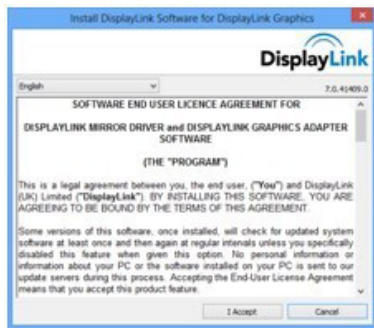 Install DisplayLink Software for DisplayLink Graphics
DisplayLink
English
7.0.41409.0
SOFTWARE END USER LICENCE AGREEMENT FOR
DISPLAYLINK MIRROR DRIVER and DISPLAYLINK GRAPHICS ADAPTER
SOFTWARE
(THE "PROGRAM")
This is a legal agreement between you, the end user, ("You") and DisplayLink
(UK) Limited ("DisplayLink"). BY INSTALLING THIS SOFTWARE, YOU ARE
AGREEING TO BE BOUND BY THE TERMS OF THIS AGREEMENT.
Some versions of this software, once installed, will check for updated system
software at least once and then again at regular intervals unless you specifically
disabled this feature when given this option. No personal information or
information about your PC or the software installed on your PC is sent to our
update servers during this process. Accepting the End-User License Agreement
means that you accept this product feature.
I Accept
Cancel